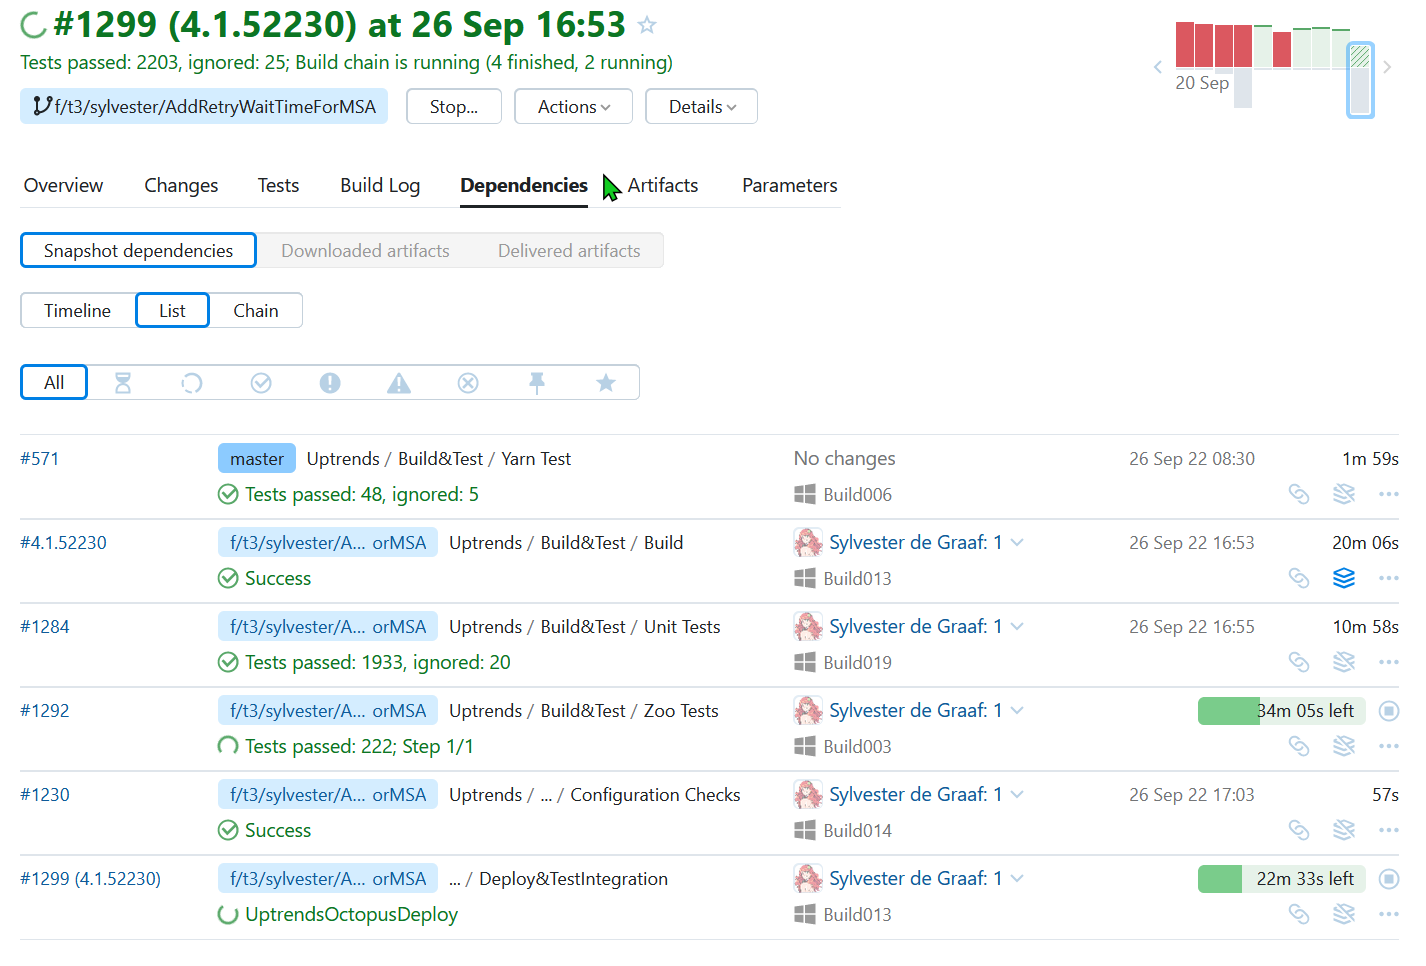 #1299 (4.1.52230) at 26 Sep 16:53
Tests passed: 2203, ignored: 25; Build chain is running (4 finished, 2 running)
20 Sep
f/t3/sylvester/AddRetryWaitTimeForMSA Stop... Actions Details
Overview Changes Tests Build Log Dependencies Artifacts Parameters
Snapshot dependencies Downloaded artifacts Delivered artifacts
Timeline List Chain
All
#571 master Uptrends / Build&Test / Yarn Test No changes 26 Sep 22 08:30 1m 59s
Tests passed: 48, ignored: 5 Build006
#4.1.52230 f/t3/sylvester/A... orMSA Uptrends / Build&Test / Build Sylvester de Graaf: 1 26 Sep 22 16:53 20m 06s
Success Build013
#1284 f/t3/sylvester/A... orMSA Uptrends / Build&Test / Unit Tests Sylvester de Graaf: 1 26 Sep 22 16:55 10m 58s
Tests passed: 1933, ignored: 20 Build019
#1292 f/t3/sylvester/A... orMSA Uptrends / Build&Test / Zoo Tests Sylvester de Graaf: 1 34m 05s left
Tests passed: 222; Step 1/1 Build003
#1230 f/t3/sylvester/A... orMSA Uptrends / ... / Configuration Checks Sylvester de Graaf: 1 26 Sep 22 17:03 57s
Success Build014
#1299 (4.1.52230) f/t3/sylvester/A... orMSA ... / Deploy&TestIntegration Sylvester de Graaf: 1 22m 33s left
UptrendsOctopusDeploy Build013